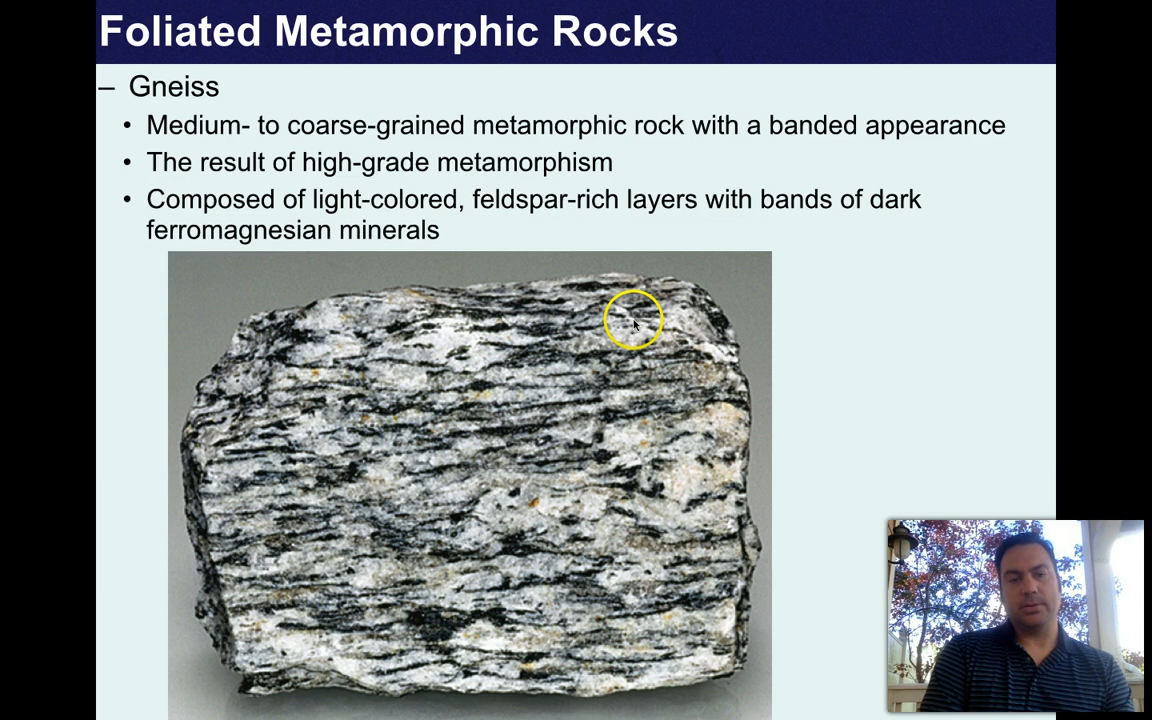 Foliated Metamorphic Rocks
– Gneiss
• Medium- to coarse-grained metamorphic rock with a banded appearance
• The result of high-grade metamorphism
• Composed of light-colored, feldspar-rich layers with bands of dark
ferromagnesian minerals